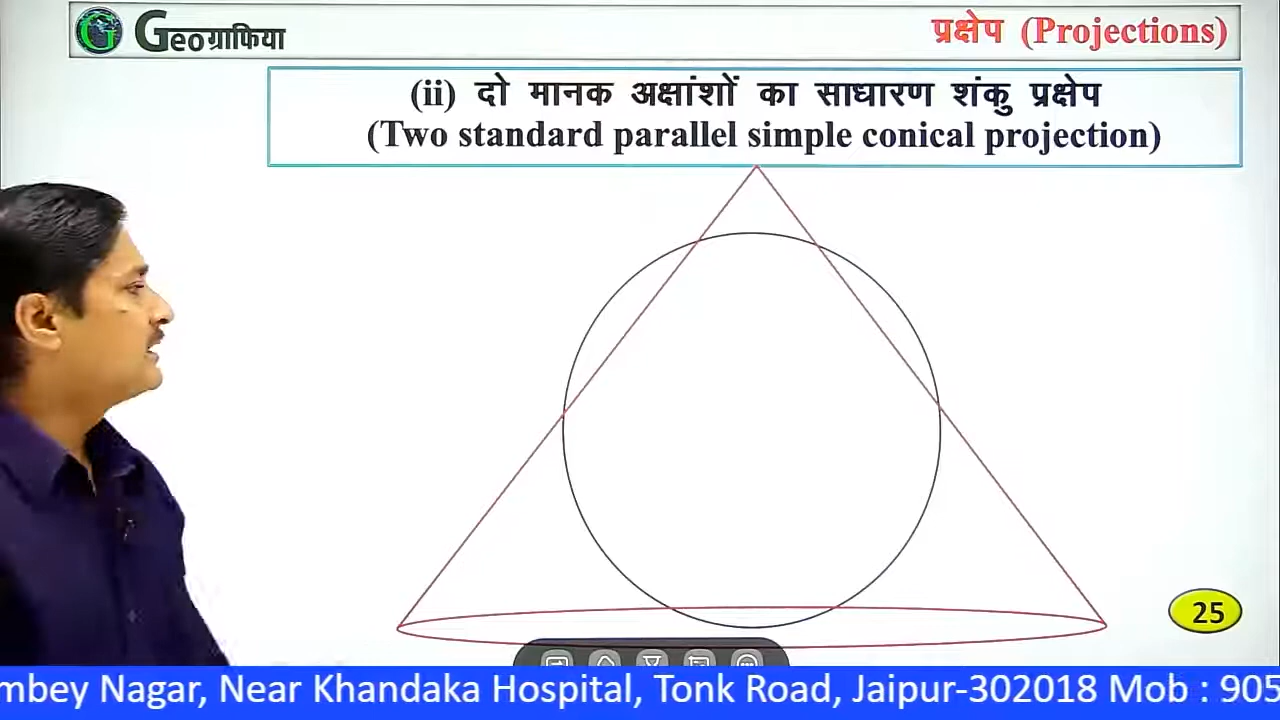 Geoग्राफिया
प्रक्षेप (Projections)
(ii) दो मानक अक्षांशों का साधारण शंकु प्रक्षेप
(Two standard parallel simple conical projection)
25
mbey Nagar, Near Khandaka Hospital, Tonk Road, Jaipur-302018 Mob : 905